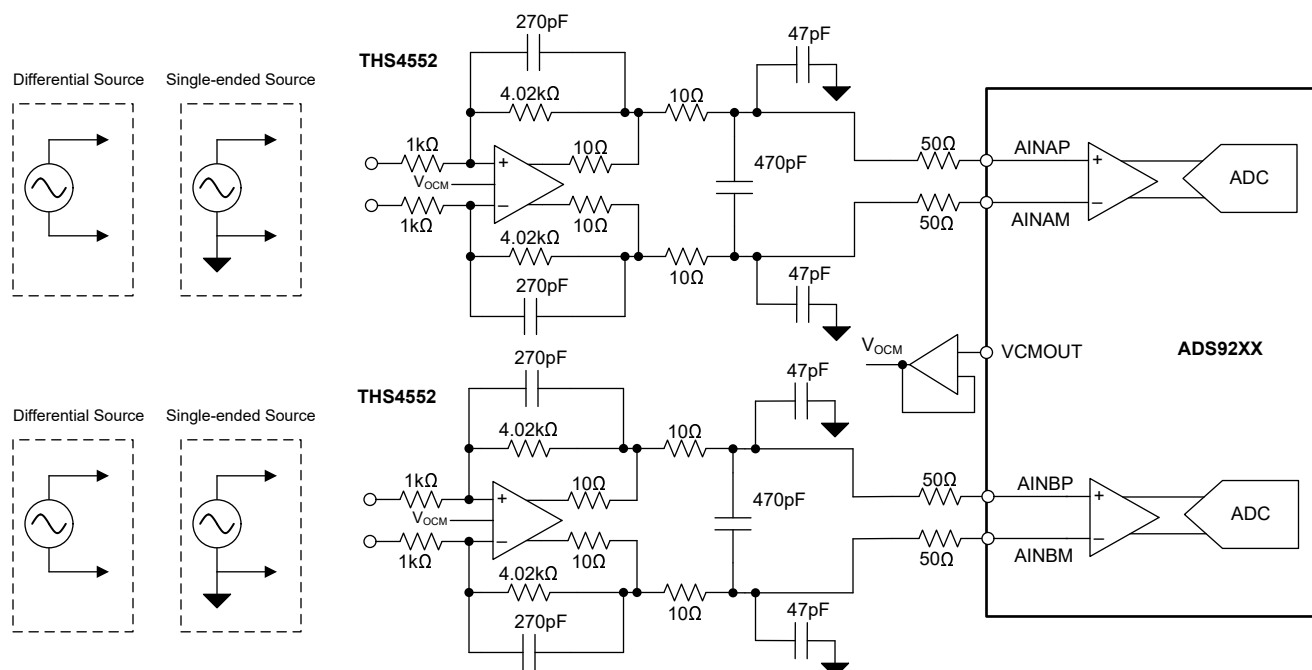 270pF
THS4552
47pF
Differential Source
Single-ended Source
4.02kΩ
10Ω
1kΩ
10Ω
50Ω
AINAP
+
+
VOCM
470pF
ADC
−
−
1kΩ
10Ω
50Ω
AINAM
4.02kΩ
10Ω
270pF
47pF
VOCM
VCMOUT
ADS92XX
270pF
THS4552
47pF
Differential Source
Single-ended Source
4.02kΩ
10Ω
1kΩ
10Ω
50Ω
AINBP
+
+
VOCM
470pF
ADC
−
−
1kΩ
10Ω
50Ω
AINBM
4.02kΩ
10Ω
270pF
47pF